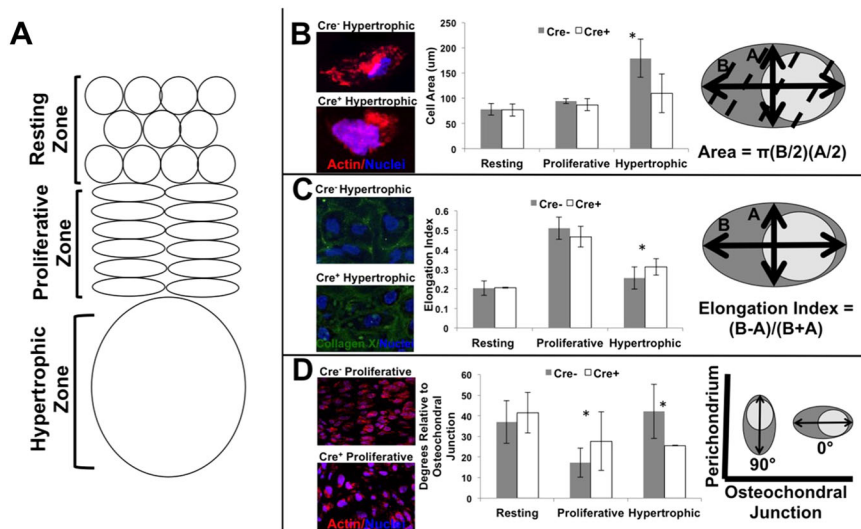 A
Resting
Zone
Proliferative
Zone
Hypertrophic
Zone
B
Cre⁻ Hypertrophic
Cre⁺ Hypertrophic
Actin/Nuclei
Cell Area (um)
250
200
150
100
50
0
Cre- Cre+
*
Resting Proliferative Hypertrophic
B A
Area = π(B/2)(A/2)
C
Cre⁻ Hypertrophic
Cre⁺ Hypertrophic
Collagen X/Nuclei
Elongation Index
0.6
0.5
0.4
0.3
0.2
0.1
0
Cre- Cre+
*
Resting Proliferative Hypertrophic
B A
Elongation Index =
(B-A)/(B+A)
D
Cre⁻ Proliferative
Cre⁺ Proliferative
Actin/Nuclei
Degrees Relative to
Osteochondral
Junction
60
50
40
30
20
10
0
Cre- Cre+
* *
Resting Proliferative Hypertrophic
Perichondrium
90° 0°
Osteochondral
Junction